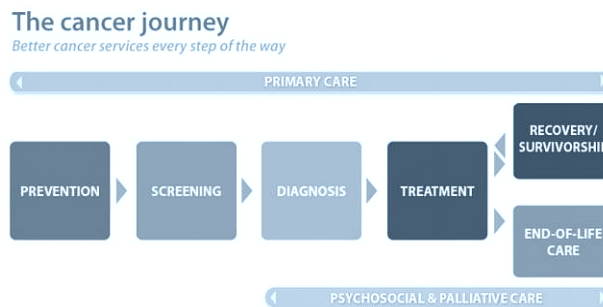 The cancer journey
Better cancer services every step of the way
PRIMARY CARE
PREVENTION
SCREENING
DIAGNOSIS
TREATMENT
RECOVERY/
SURVIVORSHI
END-OF-LIFE
CARE
PSYCHOSOCIAL & PALLIATIVE CARE